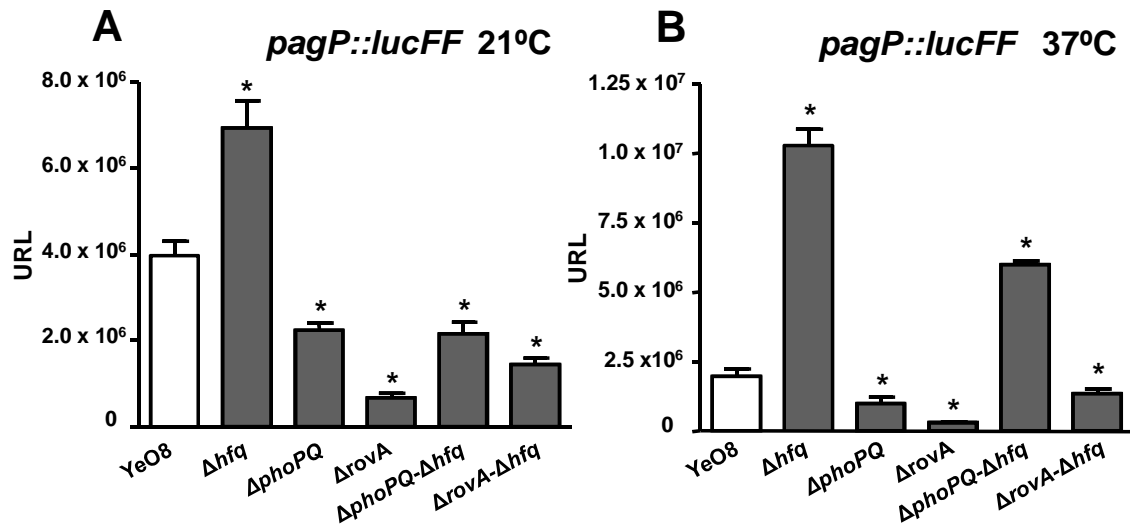 A
pagP::lucFF 21ºC
8.0 x 10⁶
6.0 x 10⁶
4.0 x 10⁶
2.0 x 10⁶
0
URL
* * * * *
YeO8 Δhfq ΔphoPQ ΔrovA ΔphoPQ-Δhfq ΔrovA-Δhfq
B
pagP::lucFF 37ºC
1.25 x 10⁷
1.0 x 10⁷
7.5 x 10⁶
5.0 x 10⁶
2.5 x10⁶
0
URL
* * * * *
YeO8 Δhfq ΔphoPQ ΔrovA ΔphoPQ-Δhfq ΔrovA-Δhfq